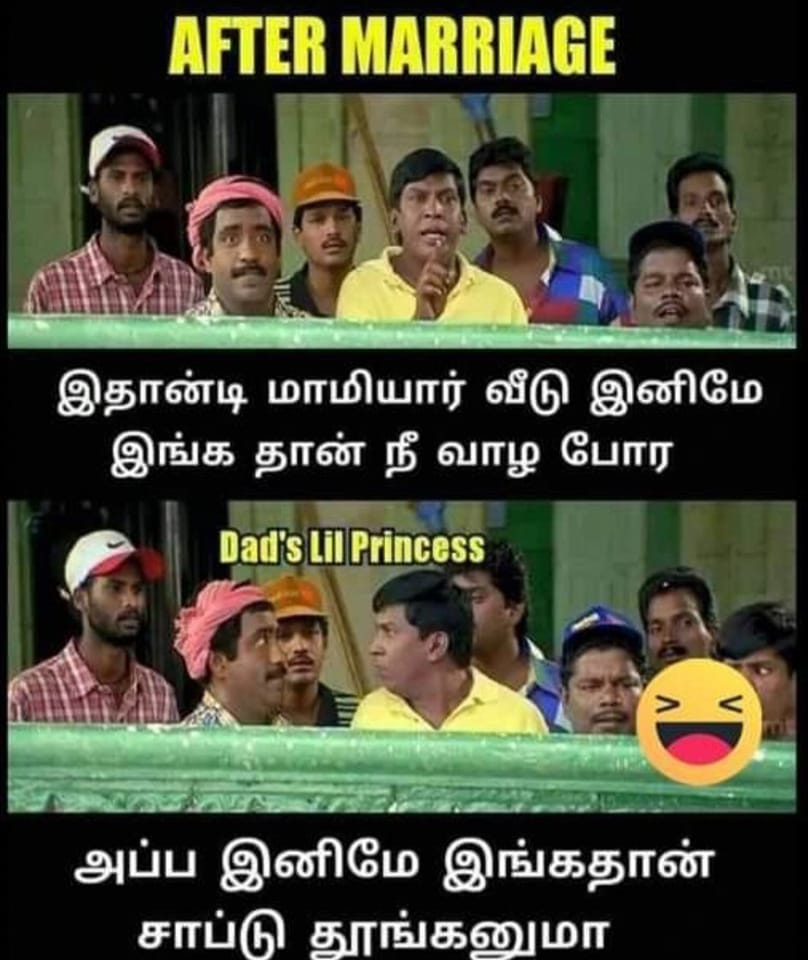 AFTER MARRIAGE
இதான்டி மாமியார் வீடு இனிமே
இங்க தான் நீ வாழ போர
Dad's Lil Princess
அப்ப இனிமே இங்கதான்
சாப்டு தூங்கனுமா